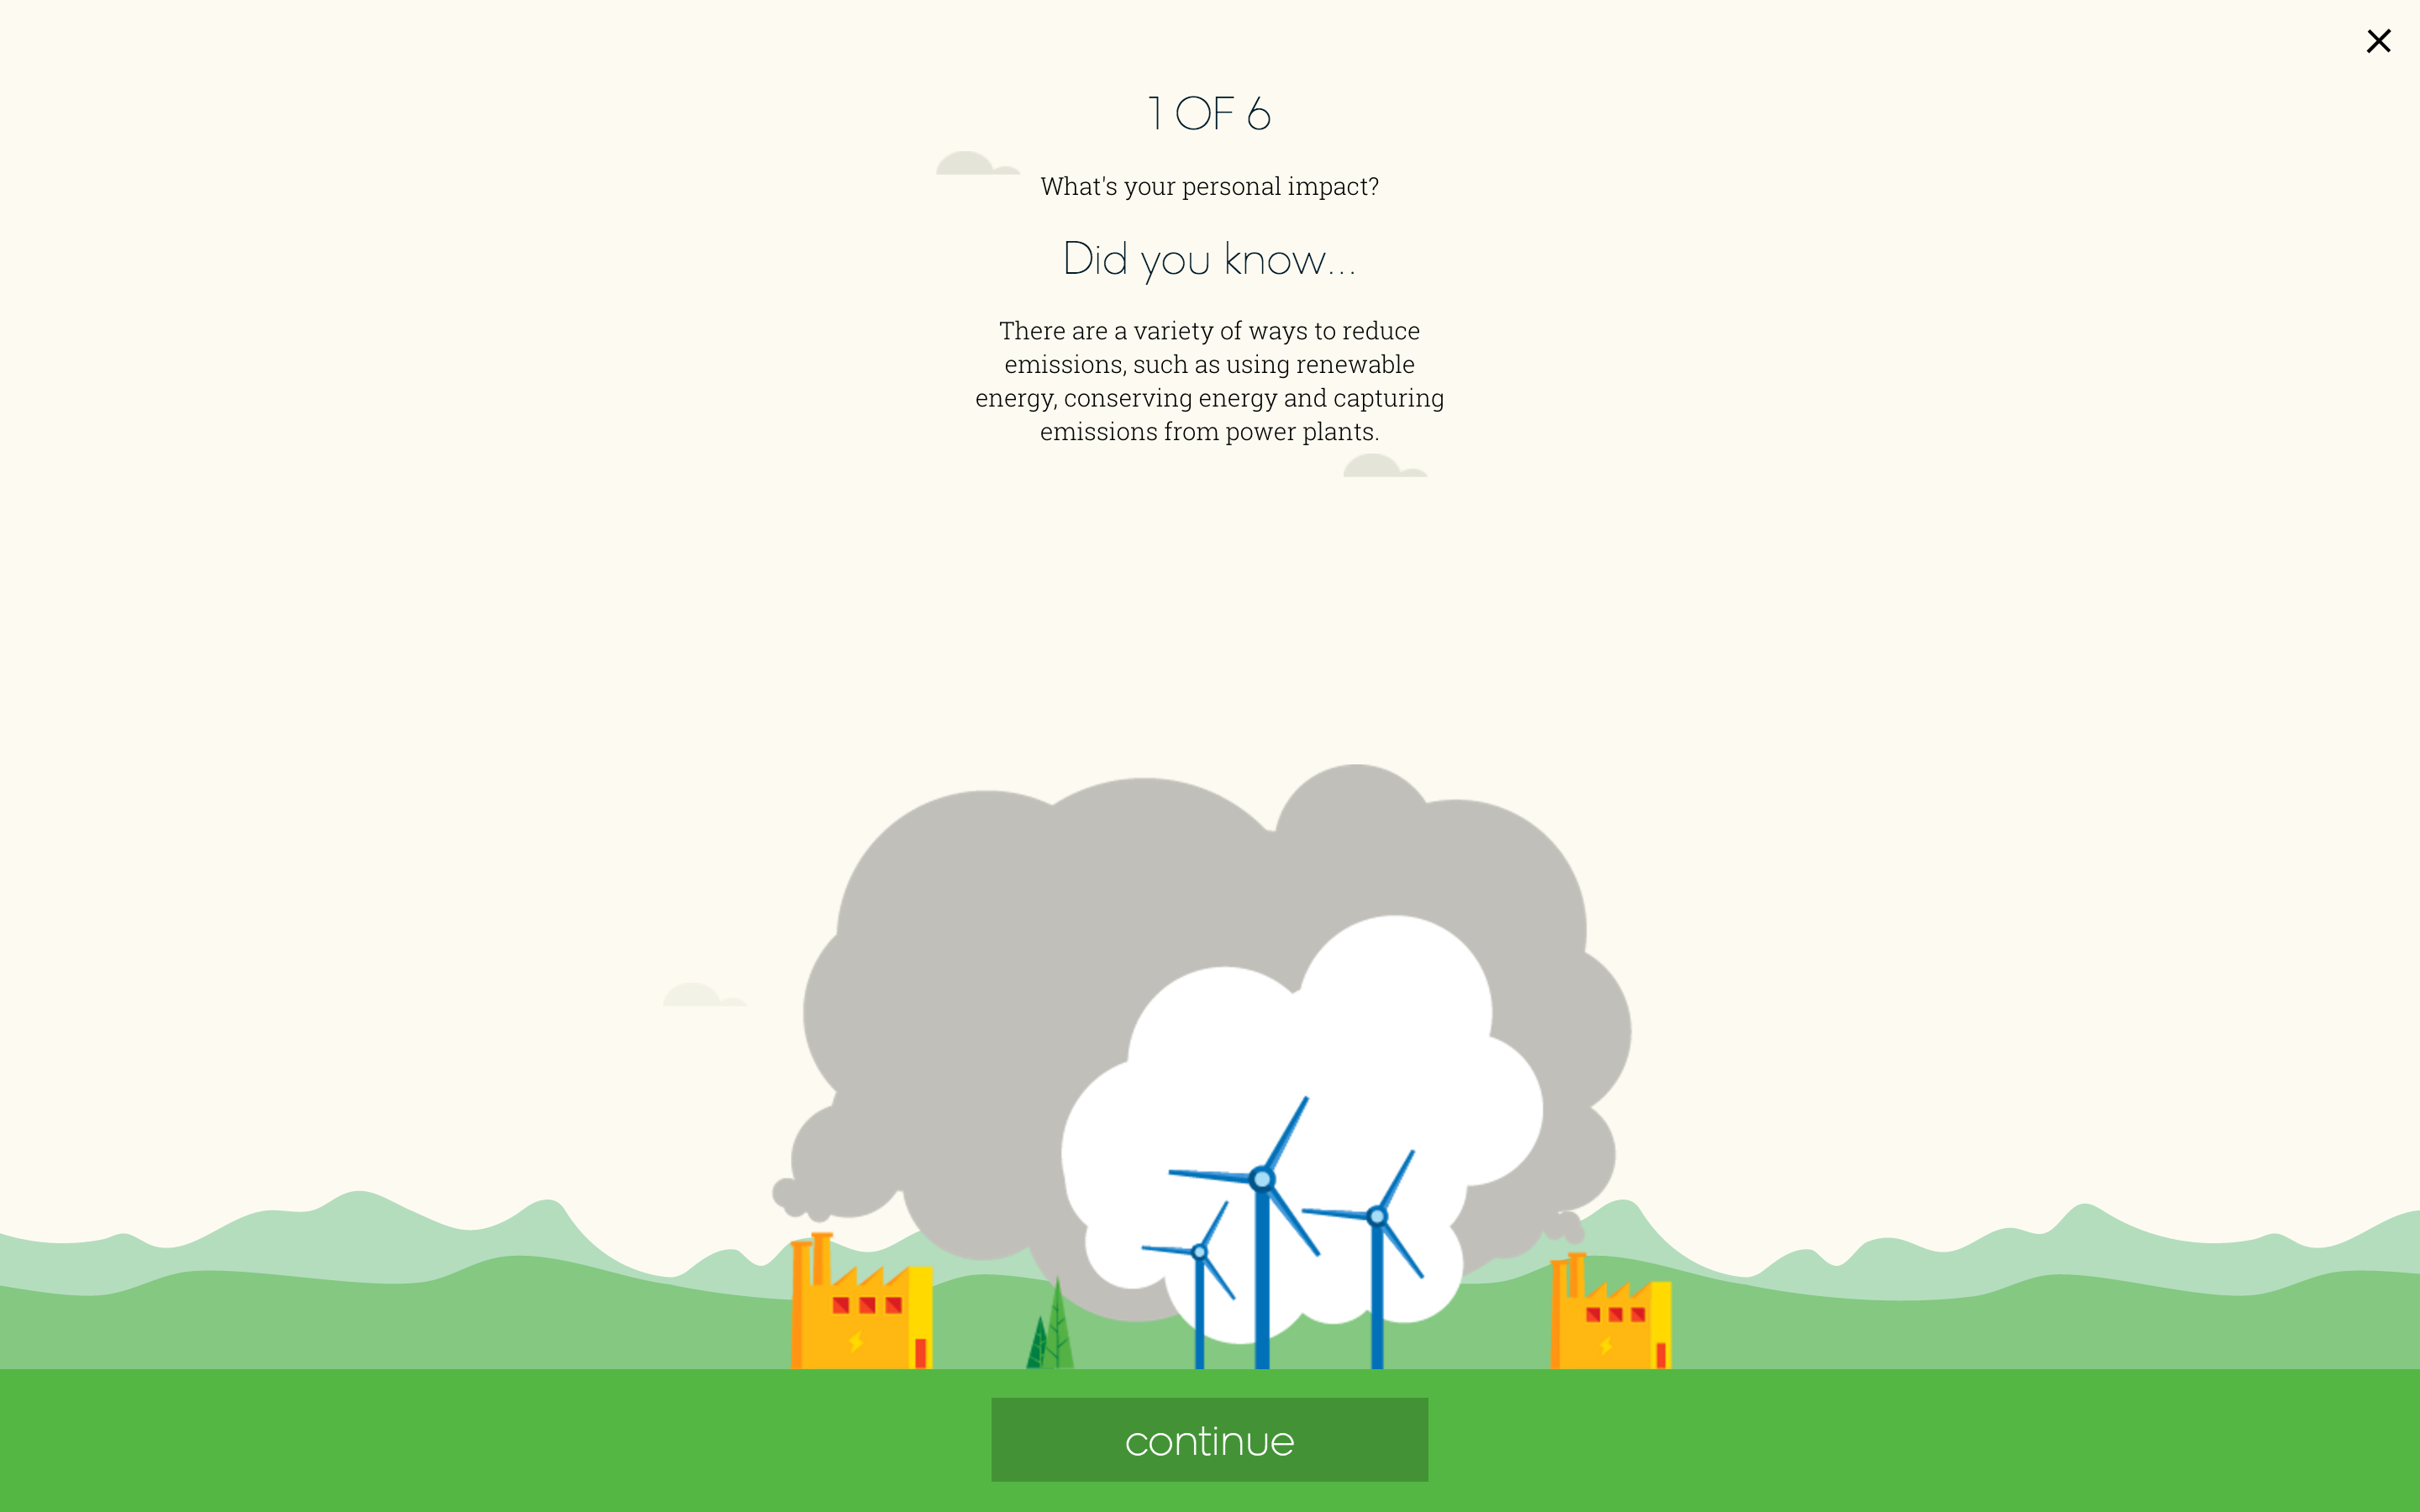 1 OF 6
What's your personal impact?
Did you know...
There are a variety of ways to reduce
emissions, such as using renewable
energy, conserving energy and capturing
emissions from power plants.
continue